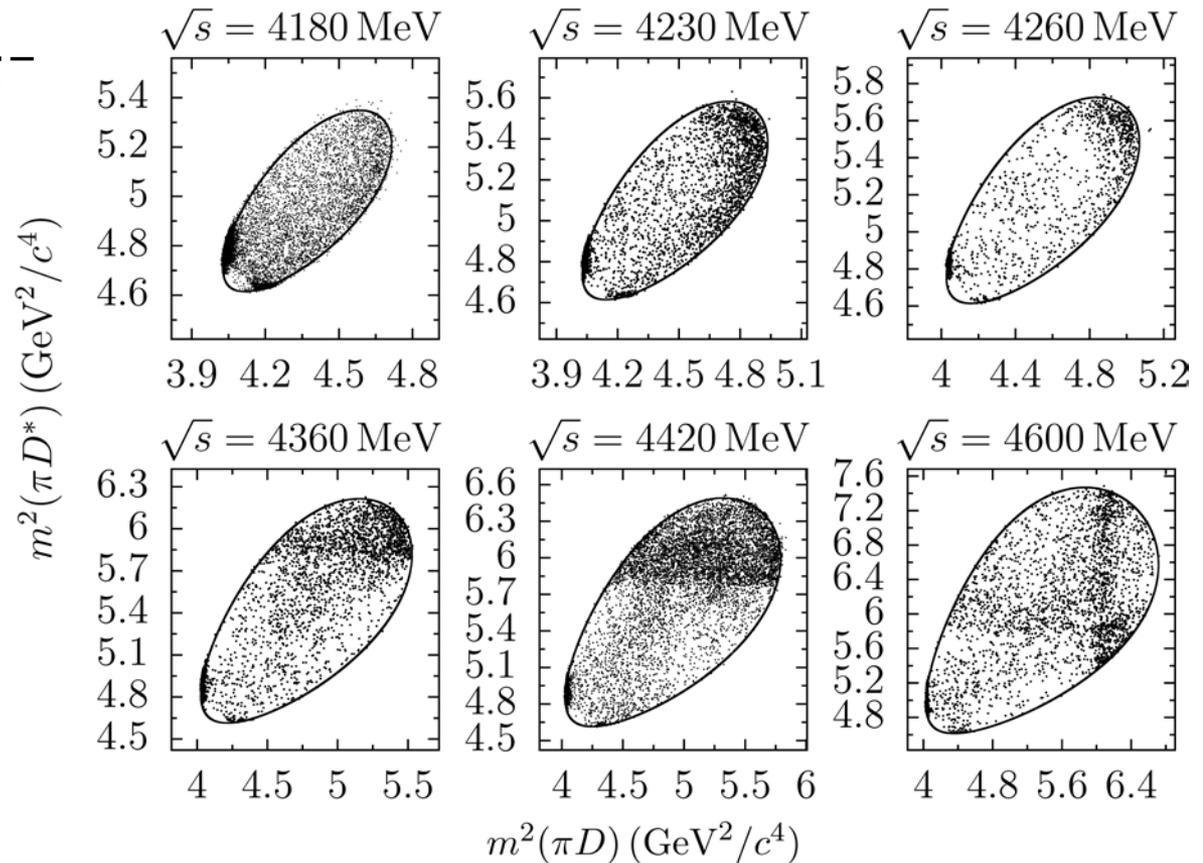 √s = 4180 MeV √s = 4230 MeV √s = 4260 MeV
5.4 5.2 5 4.8 4.6
3.9 4.2 4.5 4.8
5.6 5.4 5.2 5 4.8 4.6
3.9 4.2 4.5 4.8 5.1
5.8 5.6 5.4 5.2 5 4.8 4.6
4 4.4 4.8 5.2
m²(πD*) (GeV²/c⁴)
√s = 4360 MeV √s = 4420 MeV √s = 4600 MeV
6.3 6 5.7 5.4 5.1 4.8 4.5
4 4.5 5 5.5
6.6 6.3 6 5.7 5.4 5.1 4.8 4.5
4 4.5 5 5.5 6
7.6 7.2 6.8 6.4 6 5.6 5.2 4.8
4 4.8 5.6 6.4
m²(πD) (GeV²/c⁴)